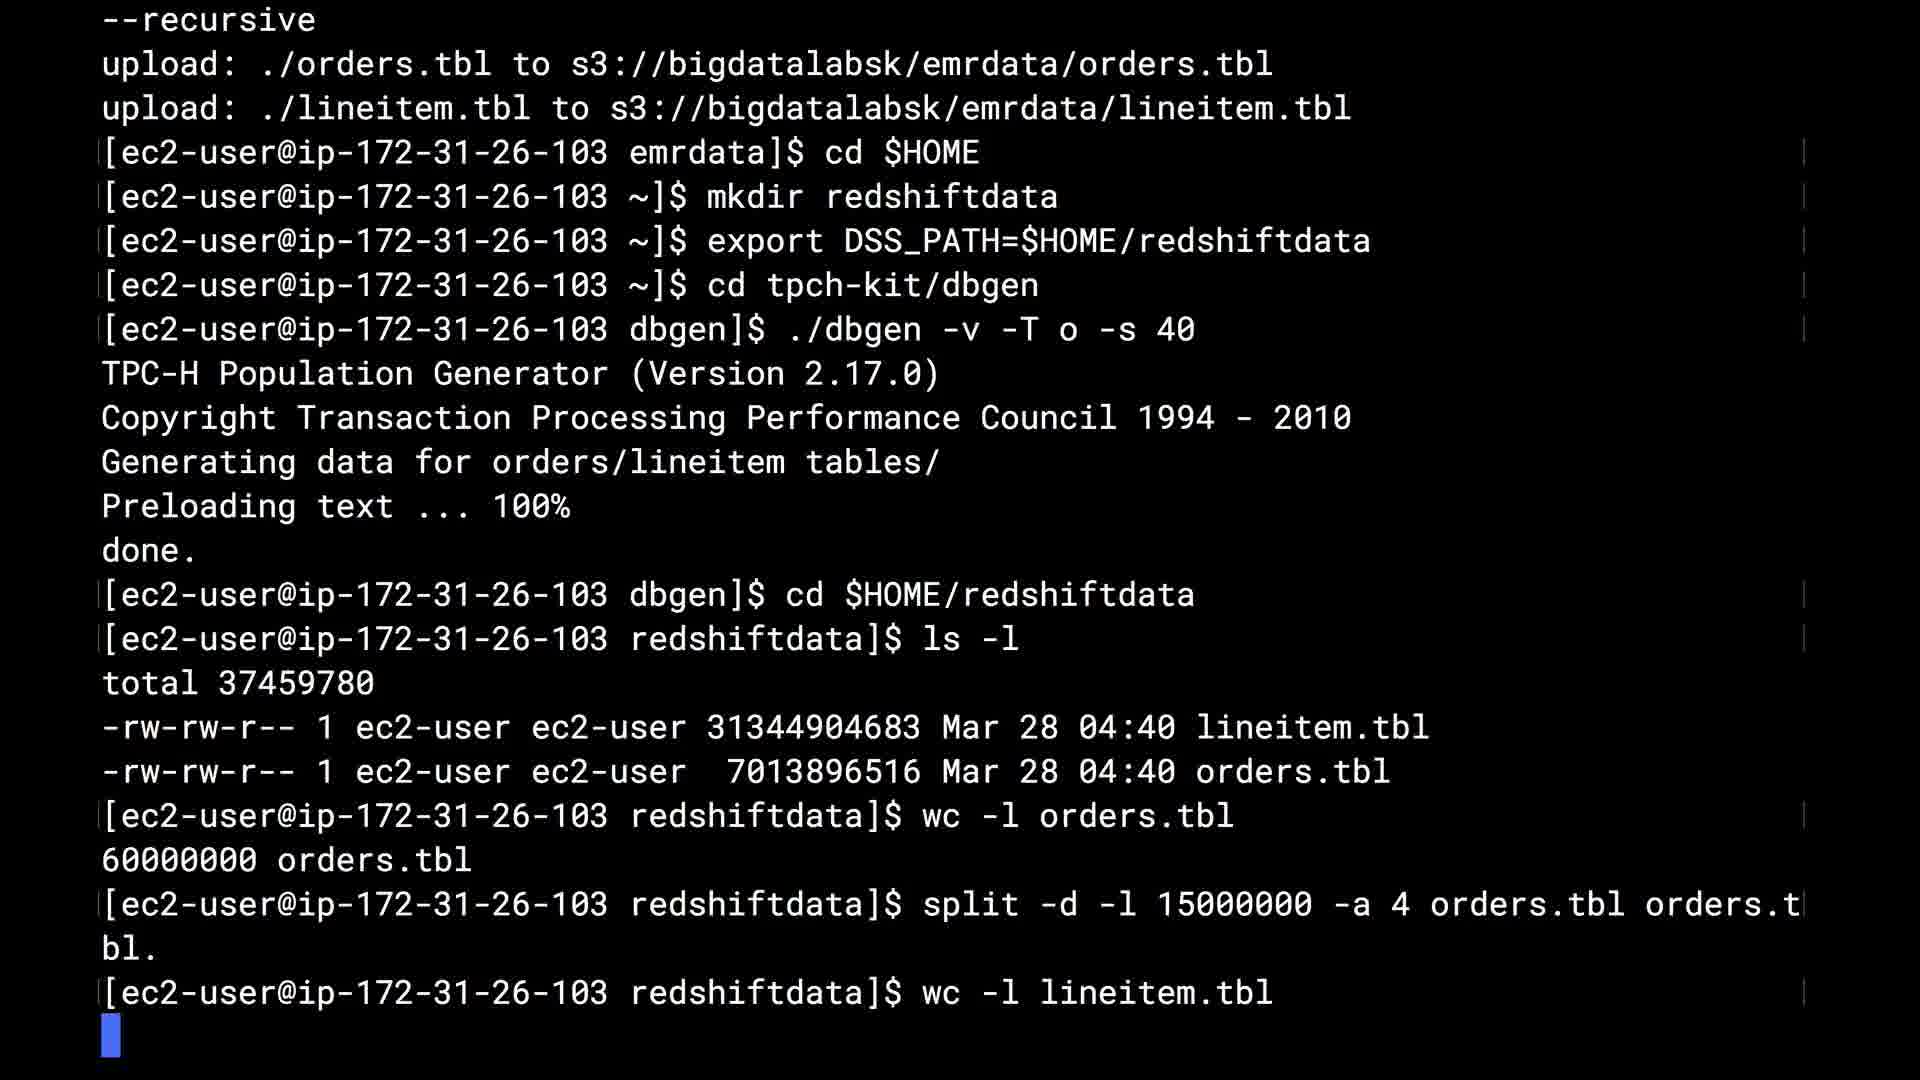 --recursive
upload: ./orders.tbl to s3://bigdatalabsk/emrdata/orders.tbl
upload: ./lineitem.tbl to s3://bigdatalabsk/emrdata/lineitem.tbl
[ec2-user@ip-172-31-26-103 emrdata]$ cd $HOME
[ec2-user@ip-172-31-26-103 ~]$ mkdir redshiftdata
[ec2-user@ip-172-31-26-103 ~]$ export DSS_PATH=$HOME/redshiftdata
[ec2-user@ip-172-31-26-103 ~]$ cd tpch-kit/dbgen
[ec2-user@ip-172-31-26-103 dbgen]$ ./dbgen -v -T o -s 40
TPC-H Population Generator (Version 2.17.0)
Copyright Transaction Processing Performance Council 1994 - 2010
Generating data for orders/lineitem tables/
Preloading text ... 100%
done.
[ec2-user@ip-172-31-26-103 dbgen]$ cd $HOME/redshiftdata
[ec2-user@ip-172-31-26-103 redshiftdata]$ ls -l
total 37459780
-rw-rw-r-- 1 ec2-user ec2-user 31344904683 Mar 28 04:40 lineitem.tbl
-rw-rw-r-- 1 ec2-user ec2-user  7013896516 Mar 28 04:40 orders.tbl
[ec2-user@ip-172-31-26-103 redshiftdata]$ wc -l orders.tbl
60000000 orders.tbl
[ec2-user@ip-172-31-26-103 redshiftdata]$ split -d -l 15000000 -a 4 orders.tbl orders.t
bl.
[ec2-user@ip-172-31-26-103 redshiftdata]$ wc -l lineitem.tbl